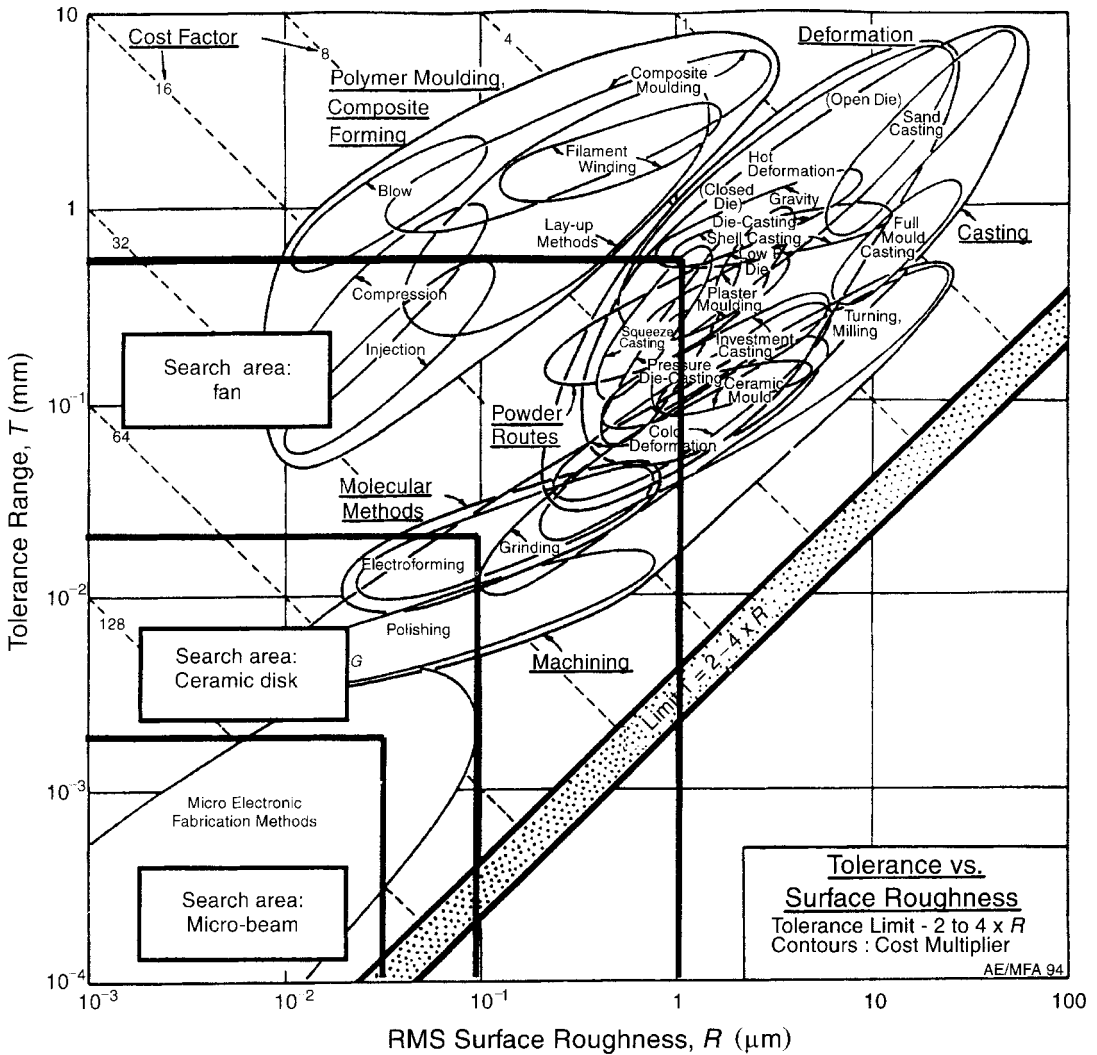 10
1
10⁻¹
10⁻²
10⁻³
10⁻⁴
Tolerance Range, T (mm)
10⁻³
10⁻²
10⁻¹
1
10
100
RMS Surface Roughness, R (μm)
Cost Factor
16
8
4
1
32
64
128
Polymer Moulding,
Composite
Forming
Composite
Moulding
Filament
Winding
Blow
Lay-up
Methods
Compression
Injection
Deformation
(Open Die)
Sand
Casting
Hot
Deformation
(Closed
Die)
Gravity
Die-Casting
Shell Casting
Low P
Die
Full
Mould
Casting
Casting
Plaster
Moulding
Turning,
Milling
Squeeze
Casting
Investment
Casting
Pressure
Die-Casting
Ceramic
Mould
Powder
Routes
Cold
Deformation
Molecular
Methods
Grinding
Electroforming
Polishing
G
Machining
Search area:
fan
Search area:
Ceramic disk
Micro Electronic
Fabrication Methods
Search area:
Micro-beam
Limit T = 2 – 4 x R
Tolerance vs.
Surface Roughness
Tolerance Limit - 2 to 4 x R
Contours : Cost Multiplier
AE/MFA 94